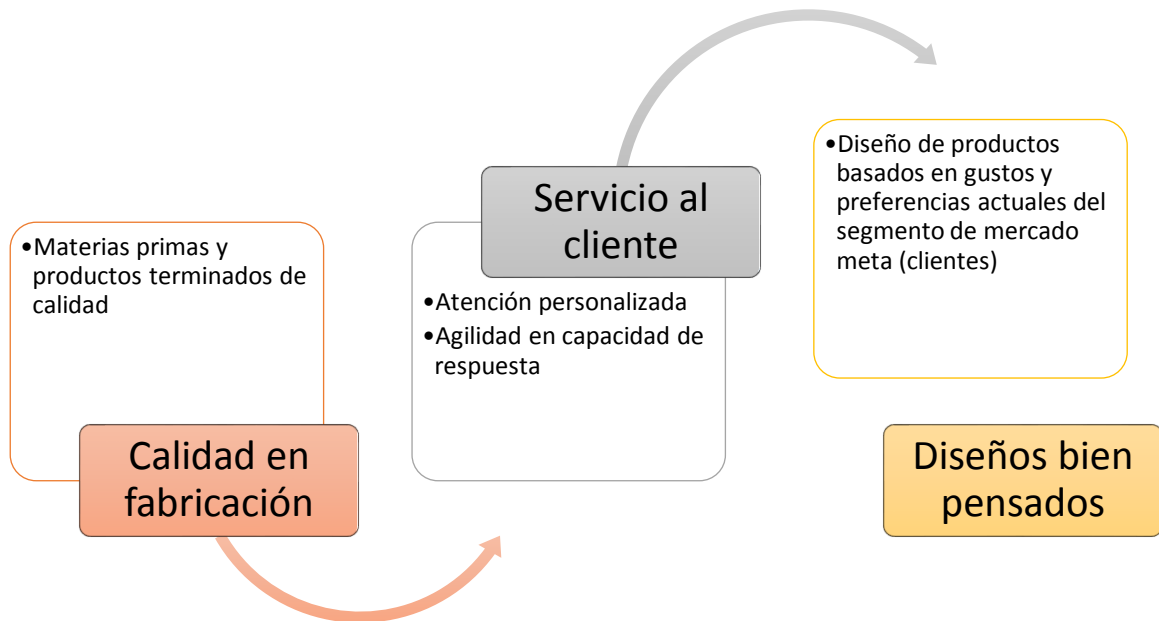 •Materias primas y
productos terminados de
calidad
Calidad en
fabricación
Servicio al
cliente
•Atención personalizada
•Agilidad en capacidad de
respuesta
•Diseño de productos
basados en gustos y
preferencias actuales del
segmento de mercado
meta (clientes)
Diseños bien
pensados